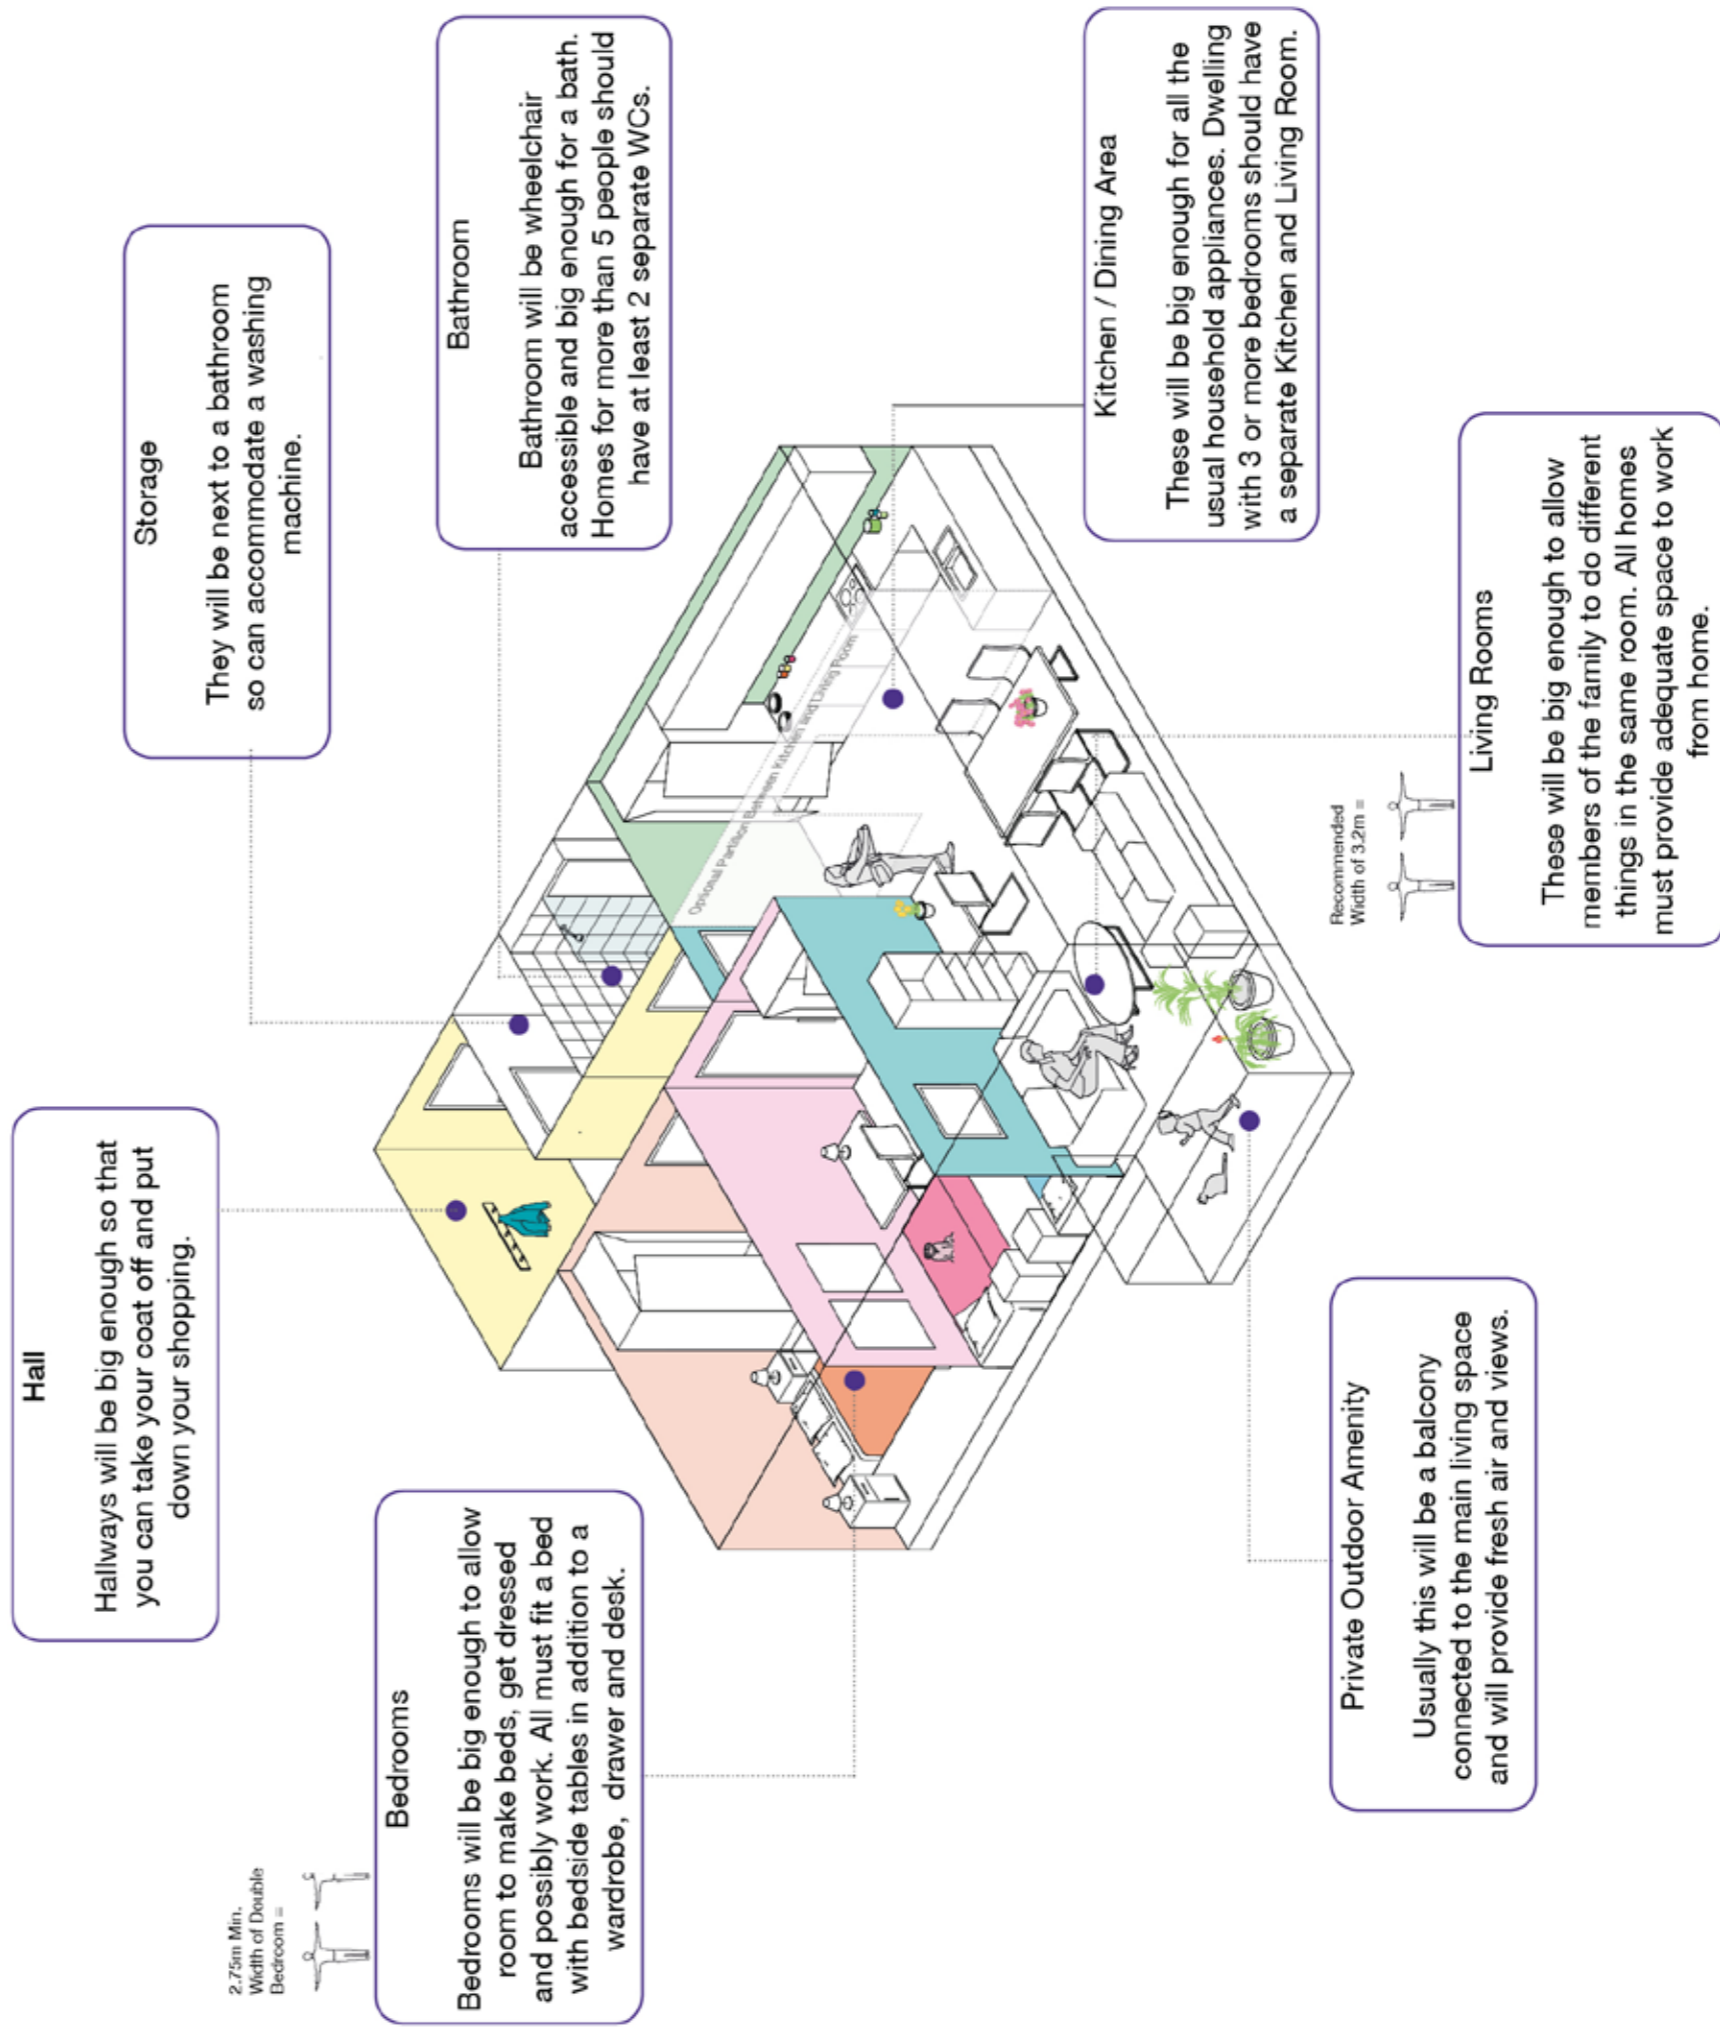 Hall
Hallways will be big enough so that
you can take your coat off and put
down your shopping.
Storage
They will be next to a bathroom
so can accommodate a washing
machine.
2.75m Min.
Width of Double
Bedroom =
Bedrooms
Bedrooms will be big enough to allow
room to make beds, get dressed
and possibly work. All must fit a bed
with bedside tables in addition to a
wardrobe, drawer and desk.
Bathroom
Bathroom will be wheelchair
accessible and big enough for a bath.
Homes for more than 5 people should
have at least 2 separate WCs.
Optional Partition Between Kitchen and Living Room
Kitchen / Dining Area
These will be big enough for all the
usual household appliances. Dwelling
with 3 or more bedrooms should have
a separate Kitchen and Living Room.
Private Outdoor Amenity
Usually this will be a balcony
connected to the main living space
and will provide fresh air and views.
Recommended
Width of 3.2m =
Living Rooms
These will be big enough to allow
members of the family to do different
things in the same room. All homes
must provide adequate space to work
from home.